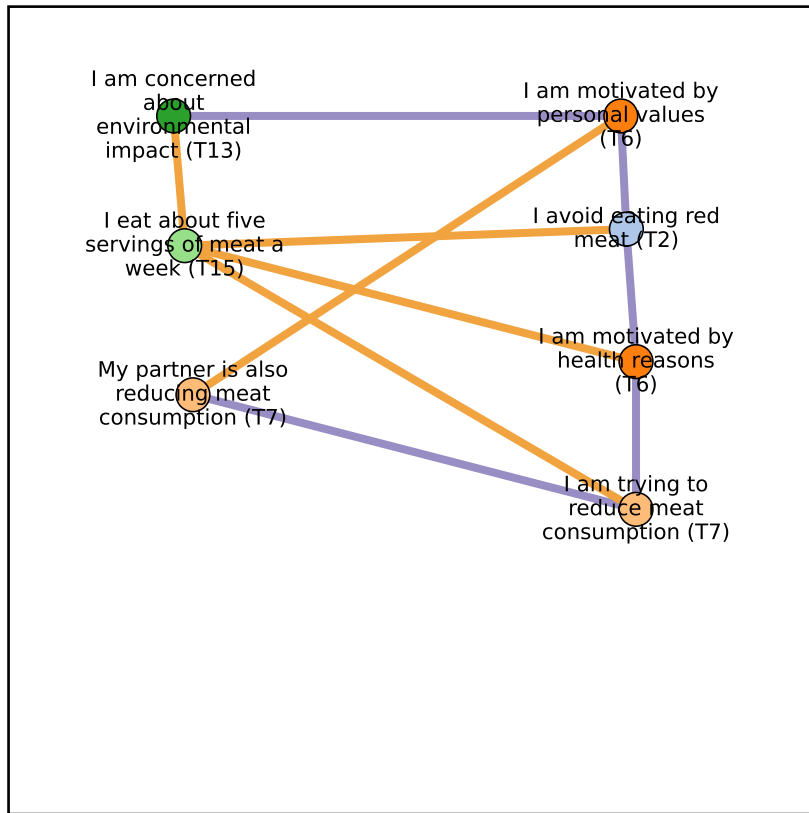 I am concerned
about
environmental
impact (T13)
I am motivated by
personal values
(T6)
I eat about five
servings of meat a
week (T15)
I avoid eating red
meat (T2)
My partner is also
reducing meat
consumption (T7)
I am motivated by
health reasons
(T6)
I am trying to
reduce meat
consumption (T7)